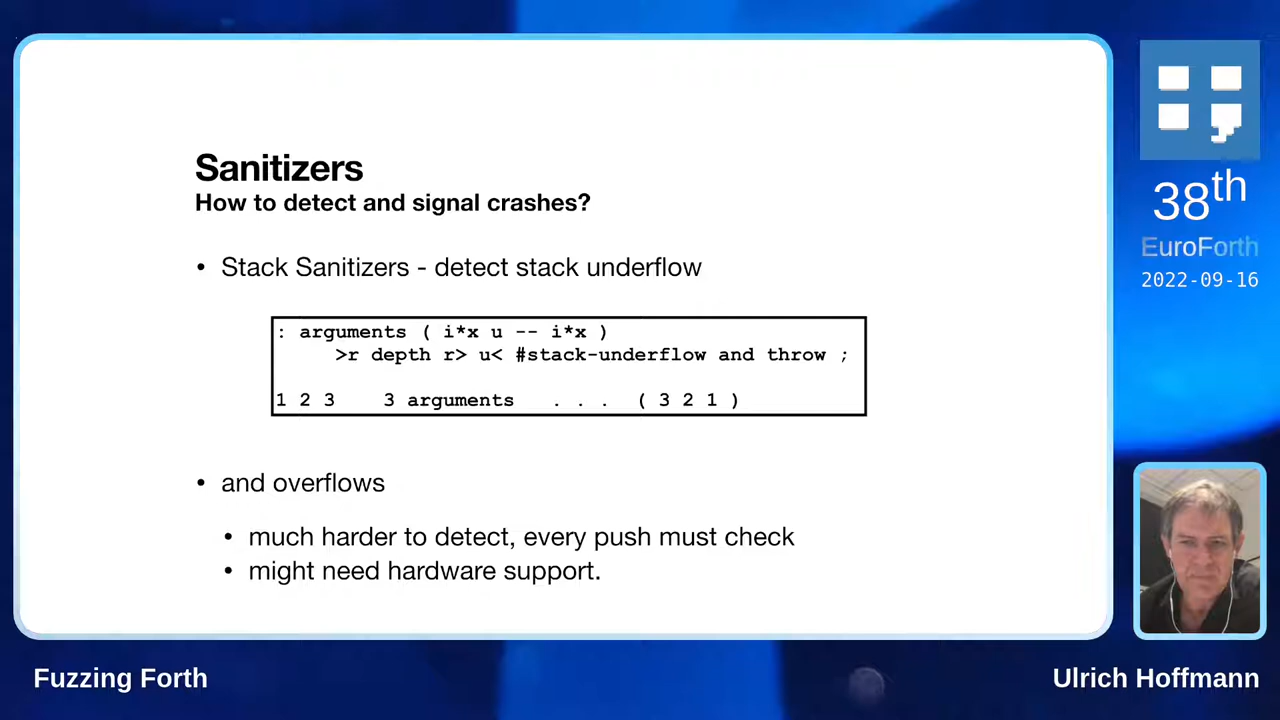 Sanitizers
How to detect and signal crashes?
• Stack Sanitizers - detect stack underflow
: arguments ( i*x u -- i*x )
>r depth r> u< #stack-underflow and throw ;
1 2 3 3 arguments . . . ( 3 2 1 )
• and overflows
• much harder to detect, every push must check
• might need hardware support.
38th
EuroForth
2022-09-16
Fuzzing Forth
Ulrich Hoffmann